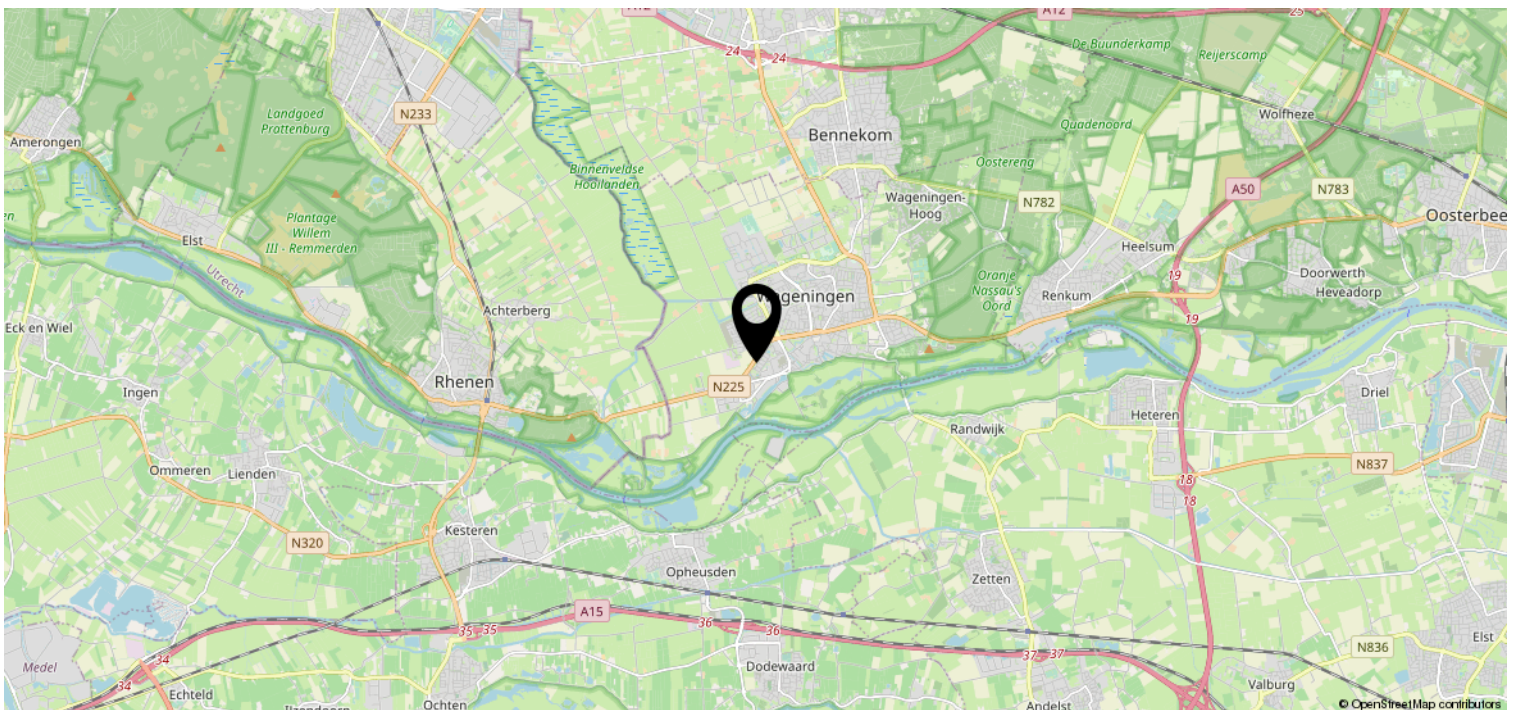 A12
25
De Buunderkamp
Reijerscamp
24
24
N233
Landgoed
Prattenburg
Wolfheze
Quadenoord
Amerongen
Bennekom
Oostereng
Binnenveldse
Hooilanden
A50
N783
Wageningen-
Hoog
N782
Oosterbee
Plantage
Willem
III - Remmerden
Elst
Heelsum
Utrecht
19
Oranje
Nassau's
Oord
Doorwerth
Heveadorp
Renkum
Achterberg
19
Eck en Wiel
Rhenen
N225
Ingen
Driel
Heteren
Randwijk
Ommeren
Lienden
N837
18
18
Kesteren
N320
Opheusden
Zetten
A15
35
35
36
36
Elst
N836
37
37
Medel
34
34
Dodewaard
Valburg
Echteld
Ochten
Andelst
© OpenStreetMap contributors